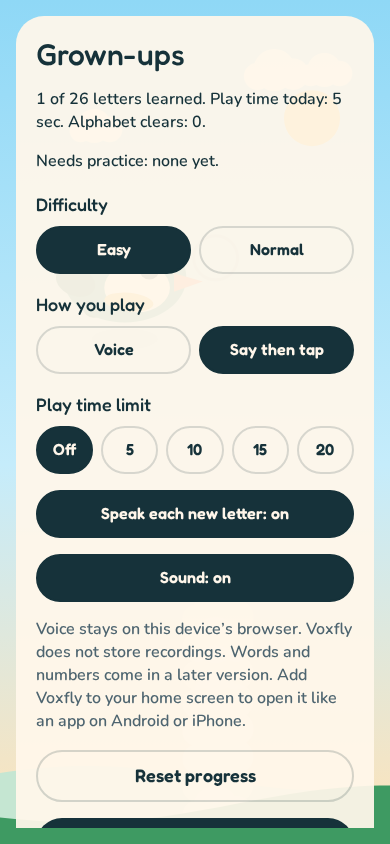 Grown-ups
1 of 26 letters learned. Play time today: 5
sec. Alphabet clears: 0.
Needs practice: none yet.
Difficulty
Easy
Normal
How you play
Voice
Say then tap
Play time limit
Off
5
10
15
20
Speak each new letter: on
Sound: on
Voice stays on this device’s browser. Voxfly
does not store recordings. Words and
numbers come in a later version. Add
Voxfly to your home screen to open it like
an app on Android or iPhone.
Reset progress